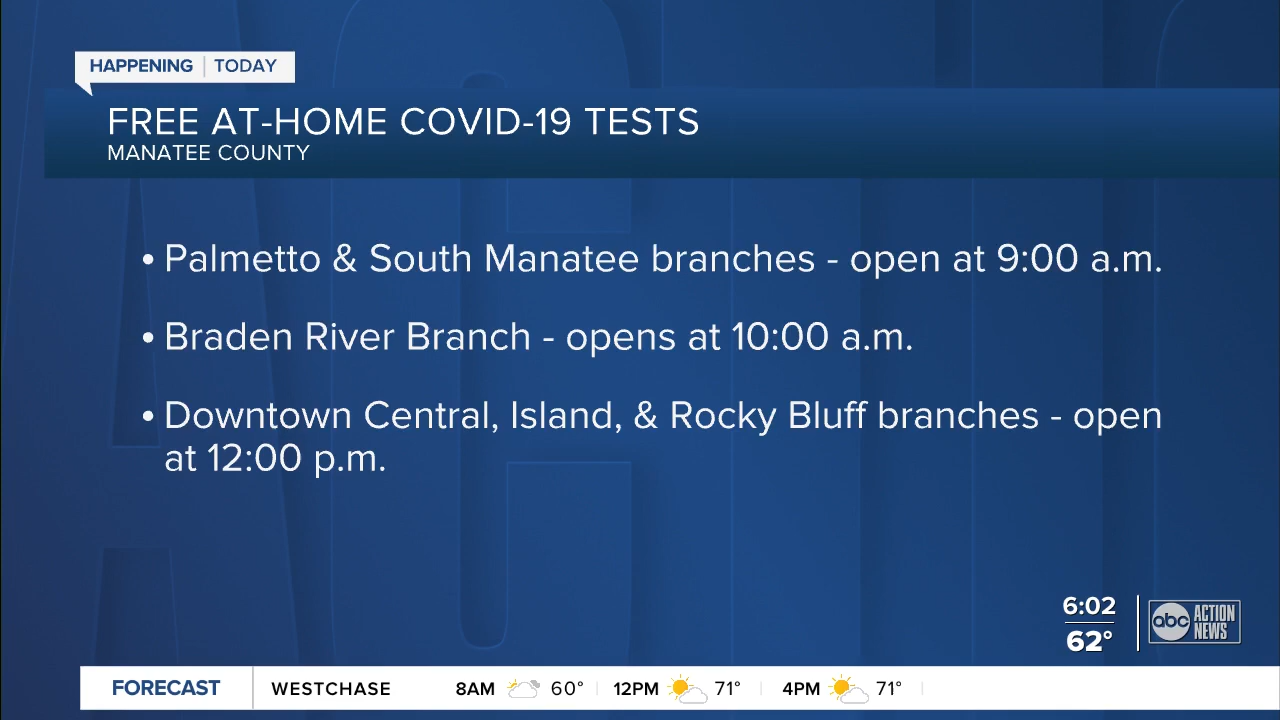 HAPPENING | TODAY
FREE AT-HOME COVID-19 TESTS
MANATEE COUNTY
• Palmetto & South Manatee branches - open at 9:00 a.m.
• Braden River Branch - opens at 10:00 a.m.
• Downtown Central, Island, & Rocky Bluff branches - open
at 12:00 p.m.
6:02
62°
abc ACTION NEWS
FORECAST WESTCHASE 8AM 60° 12PM 71° 4PM 71°